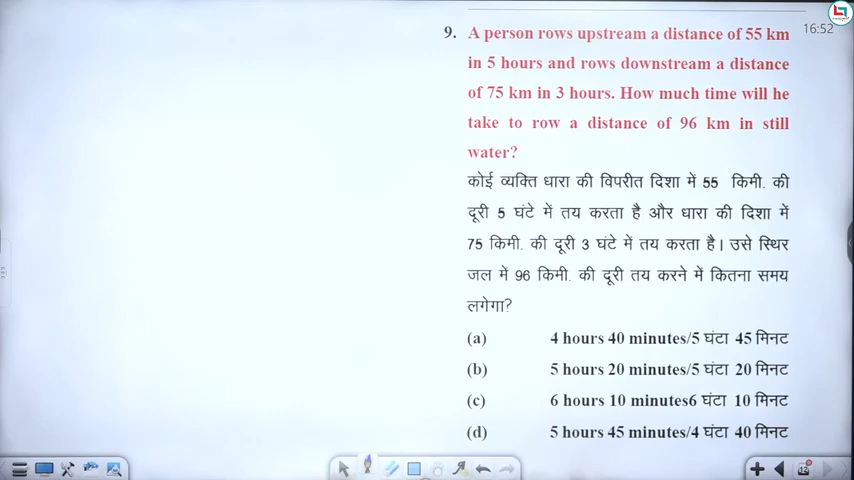 16:52
9. A person rows upstream a distance of 55 km
in 5 hours and rows downstream a distance
of 75 km in 3 hours. How much time will he
take to row a distance of 96 km in still
water?
कोई व्यक्ति धारा की विपरीत दिशा में 55 किमी. की
दूरी 5 घंटे में तय करता है और धारा की दिशा में
75 किमी. की दूरी 3 घंटे में तय करता है। उसे स्थिर
जल में 96 किमी. की दूरी तय करने में कितना समय
लगेगा?
(a) 4 hours 40 minutes/5 घंटा 45 मिनट
(b) 5 hours 20 minutes/5 घंटा 20 मिनट
(c) 6 hours 10 minutes6 घंटा 10 मिनट
(d) 5 hours 45 minutes/4 घंटा 40 मिनट